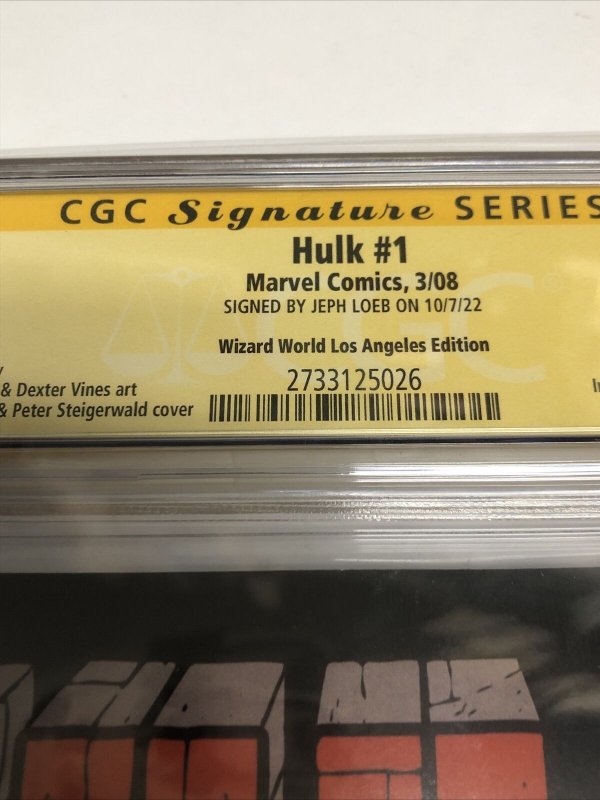 CGC Signature SERIES
Hulk #1
Marvel Comics, 3/08
SIGNED BY JEPH LOEB ON 10/7/22
Wizard World Los Angeles Edition
& Dexter Vines art
& Peter Steigerwald cover
2733125026
CGC